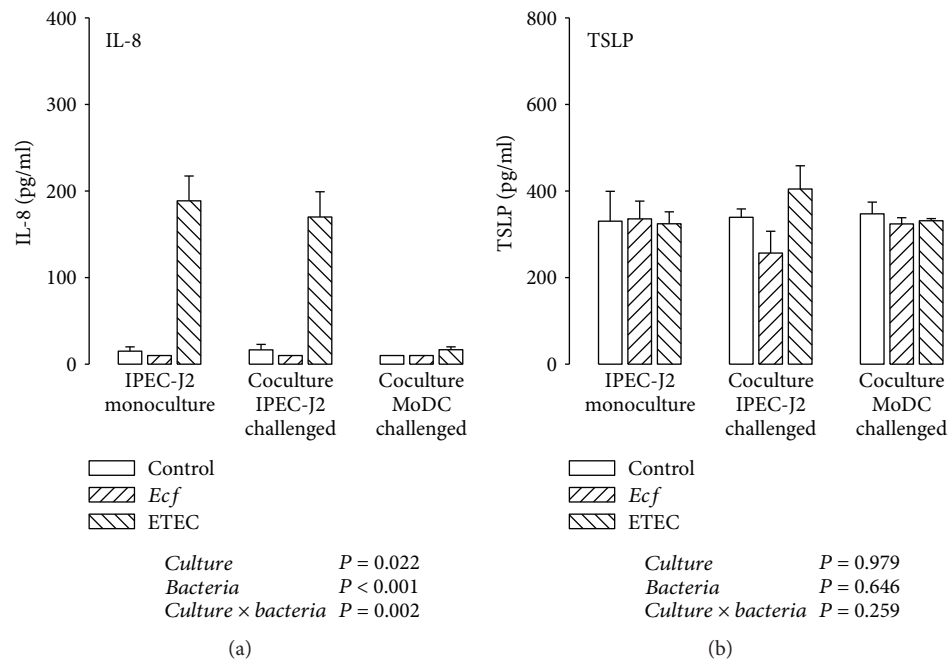 400
300
200
100
0
IL-8 (pg/ml)
IL-8
IPEC-J2
monoculture
Coculture
IPEC-J2
challenged
Coculture
MoDC
challenged
Control
Ecf
ETEC
Culture P = 0.022
Bacteria P < 0.001
Culture × bacteria P = 0.002
(a)
800
600
400
200
0
TSLP (pg/ml)
TSLP
IPEC-J2
monoculture
Coculture
IPEC-J2
challenged
Coculture
MoDC
challenged
Control
Ecf
ETEC
Culture P = 0.979
Bacteria P = 0.646
Culture × bacteria P = 0.259
(b)